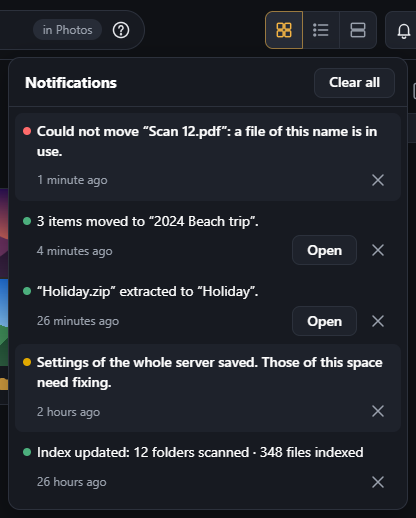 in Photos
Notifications
Clear all
Could not move “Scan 12.pdf”: a file of this name is in
use.
1 minute ago
3 items moved to “2024 Beach trip”.
4 minutes ago
Open
“Holiday.zip” extracted to “Holiday”.
26 minutes ago
Open
Settings of the whole server saved. Those of this space
need fixing.
2 hours ago
Index updated: 12 folders scanned · 348 files indexed
26 hours ago